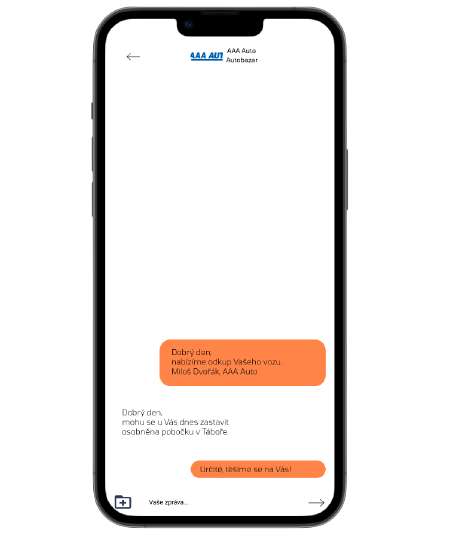 AAA AUT
AAA Auto
Autobazar
Dobrý den,
nabízíme odkup Vašeho vozu.
Miloš Dvořák, AAA Auto
Dobrý den,
mohu se u Vás dnes zastavit
osobněna pobočku v Táboře.
Určitě, těšíme se na Vás!
Vaše zpráva...